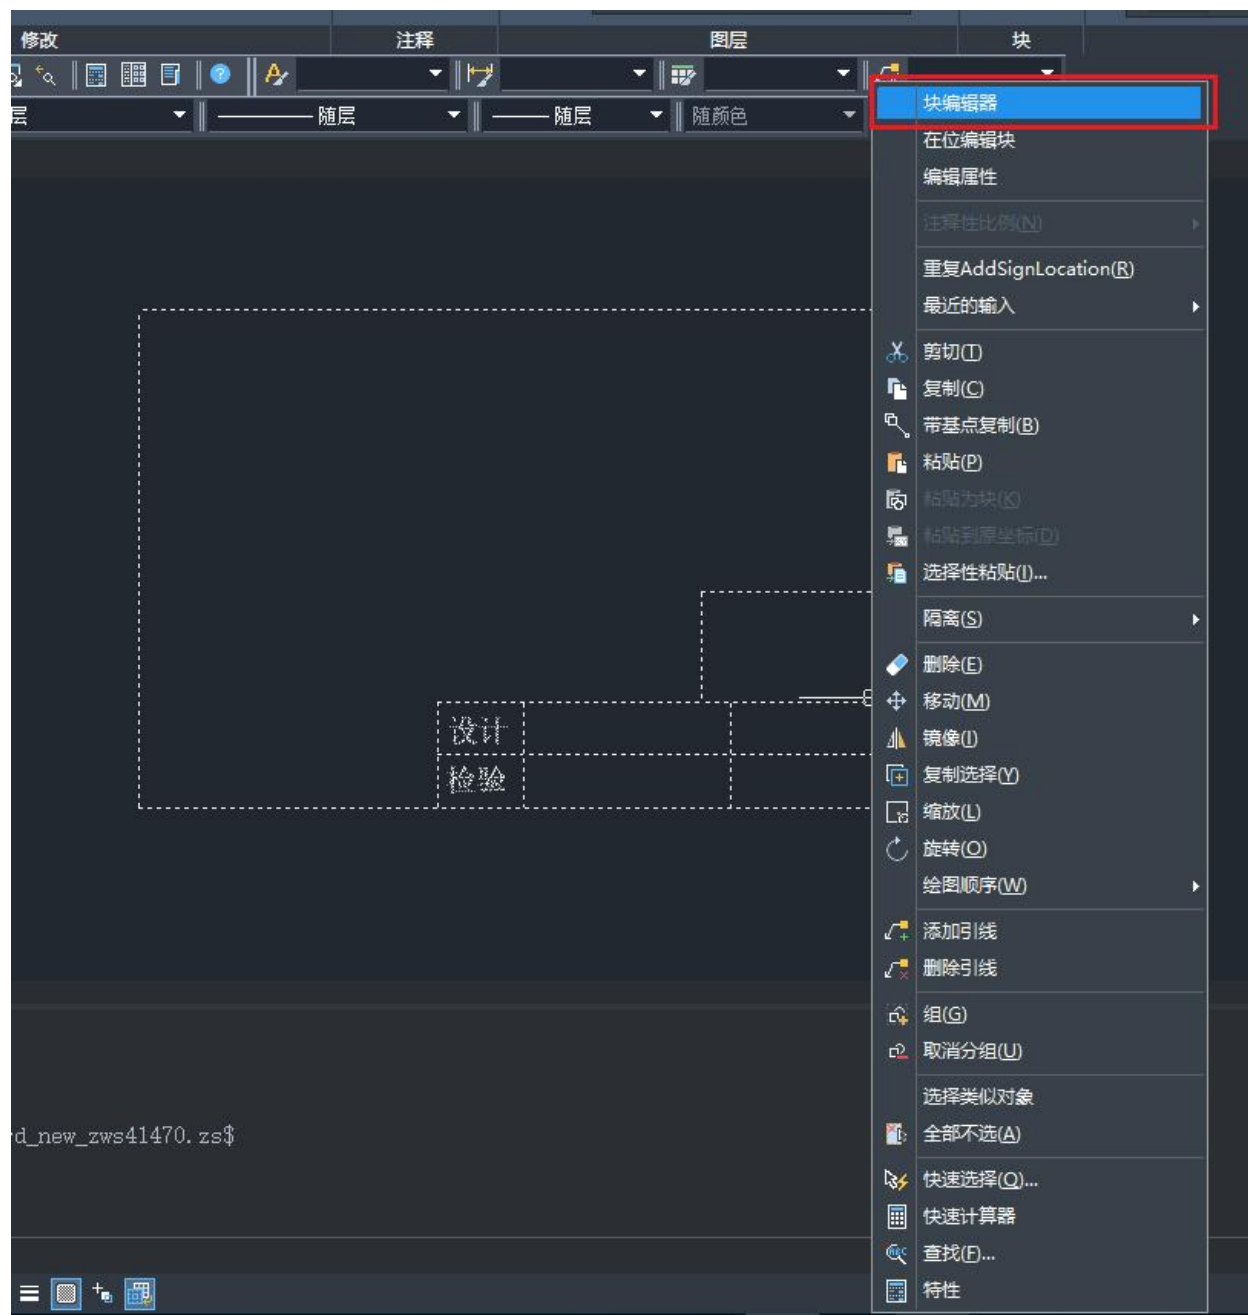 修改
注释
图层
块
层
随层
随层
随颜色
块编辑器
在位编辑块
编辑属性
注释性比例(N)
重复AddSignLocation(R)
最近的输入
剪切(T)
复制(C)
带基点复制(B)
粘贴(P)
粘贴为块(K)
粘贴到原坐标(D)
选择性粘贴(I)...
隔离(S)
删除(E)
移动(M)
镜像(I)
复制选择(Y)
缩放(L)
旋转(O)
绘图顺序(W)
添加引线
删除引线
组(G)
取消分组(U)
选择类似对象
全部不选(A)
快速选择(Q)...
快速计算器
查找(F)...
特性
设计
检验
d_new_zws41470.zs$